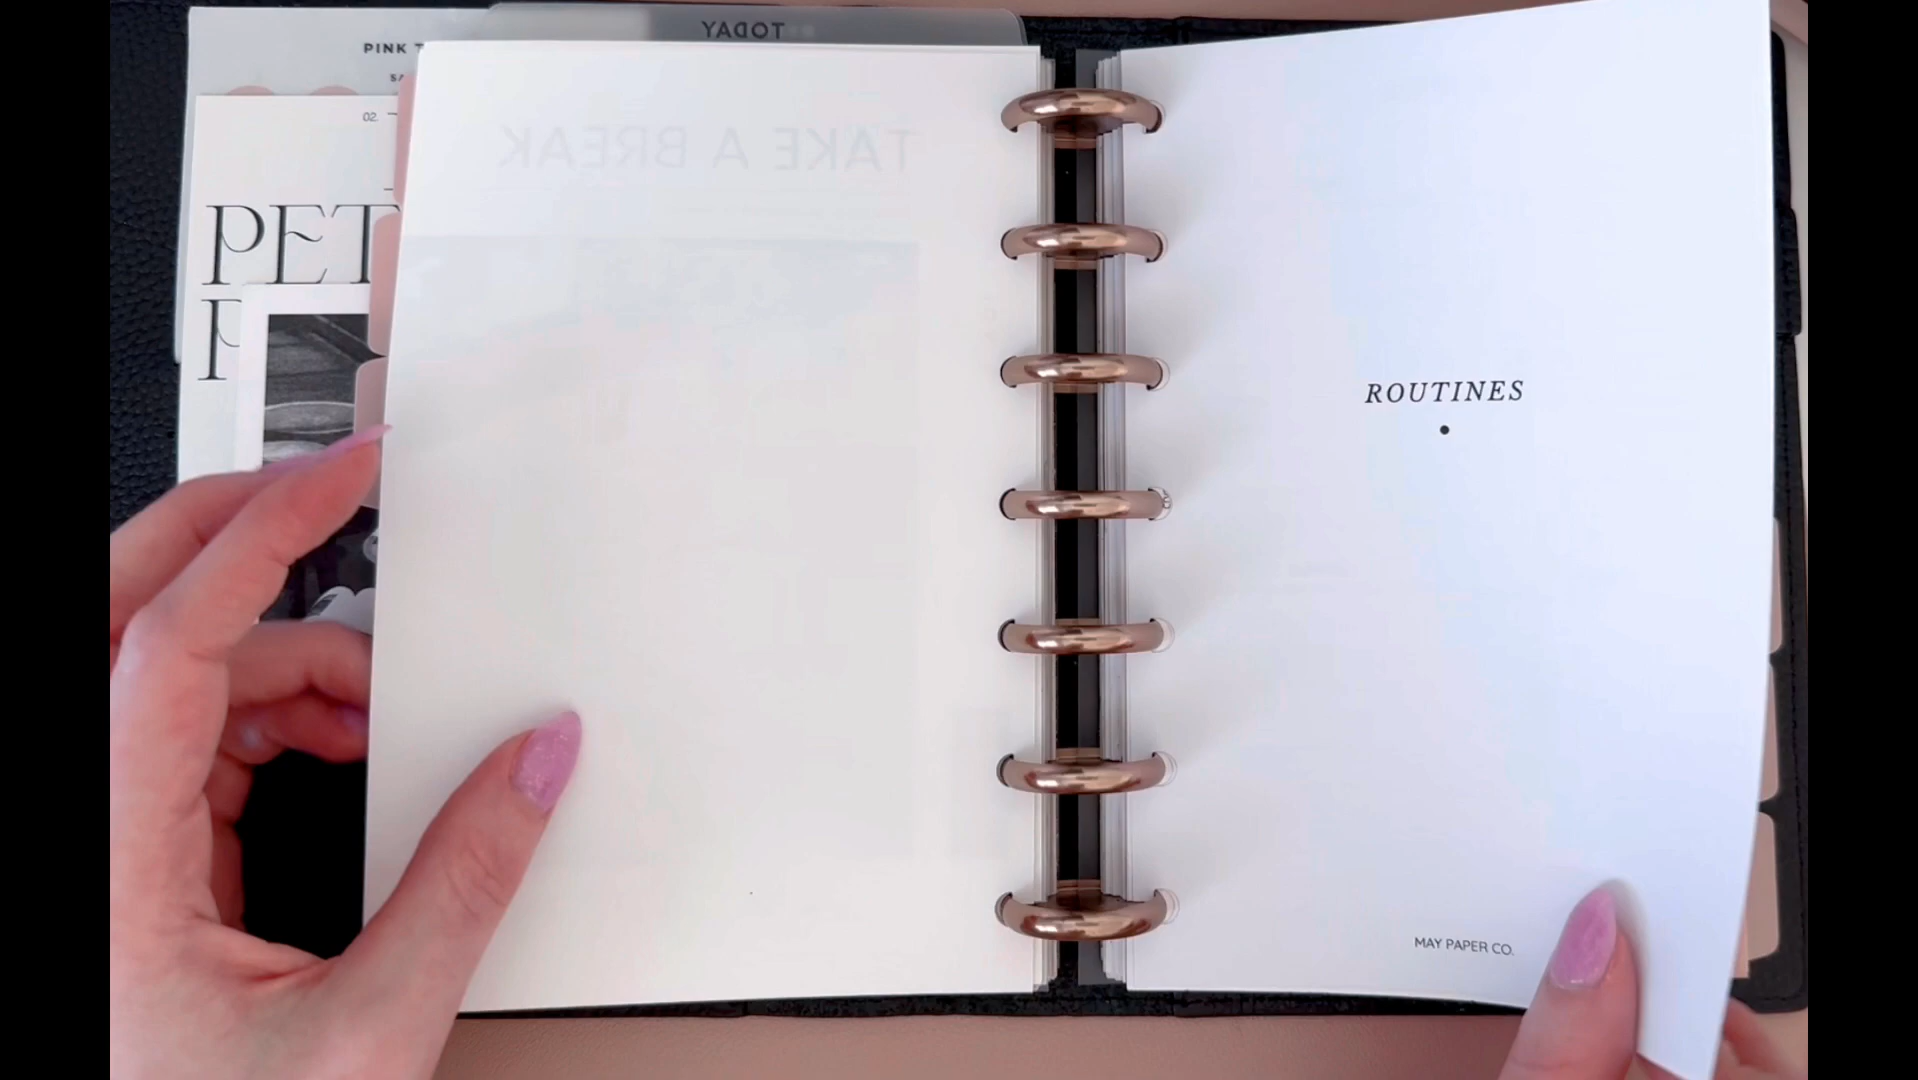 TODAY
PINK
02.
PET
TAKE A BREAK
ROUTINES
MAY PAPER CO.